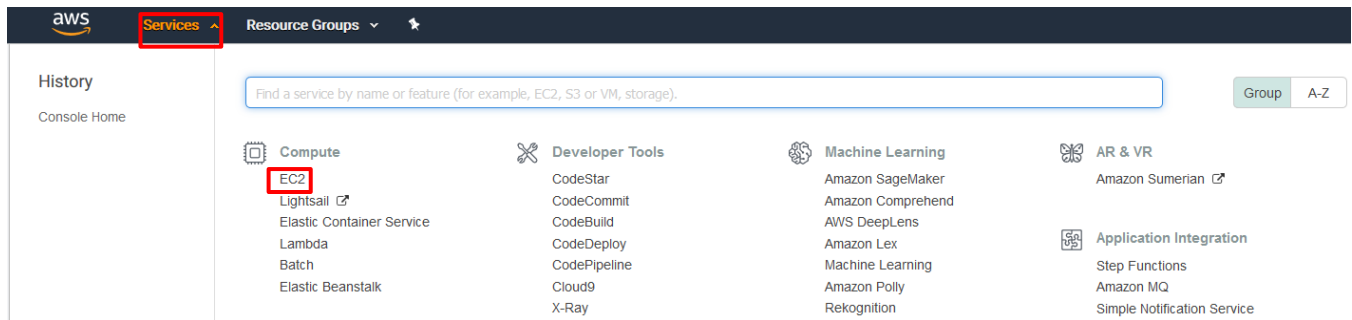 aws
Services
Resource Groups
History
Console Home
Find a service by name or feature (for example, EC2, S3 or VM, storage).
Group
A-Z
Compute
EC2
Lightsail
Elastic Container Service
Lambda
Batch
Elastic Beanstalk
Developer Tools
CodeStar
CodeCommit
CodeBuild
CodeDeploy
CodePipeline
Cloud9
X-Ray
Machine Learning
Amazon SageMaker
Amazon Comprehend
AWS DeepLens
Amazon Lex
Machine Learning
Amazon Polly
Rekognition
AR & VR
Amazon Sumerian
Application Integration
Step Functions
Amazon MQ
Simple Notification Service